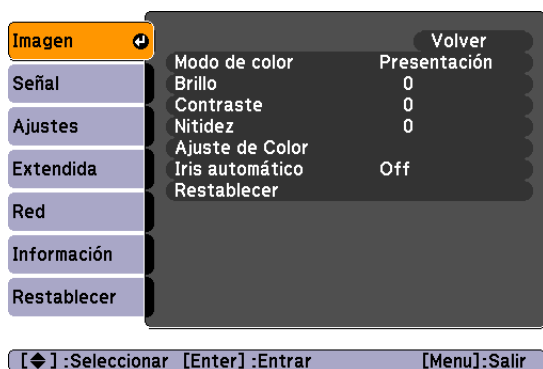 Imagen
Señal
Ajustes
Extendida
Red
Información
Restablecer
Volver
Modo de color Presentación
Brillo 0
Contraste 0
Nitidez 0
Ajuste de Color
Iris automático Off
Restablecer
[◆] :Seleccionar [Enter] :Entrar [Menu]:Salir